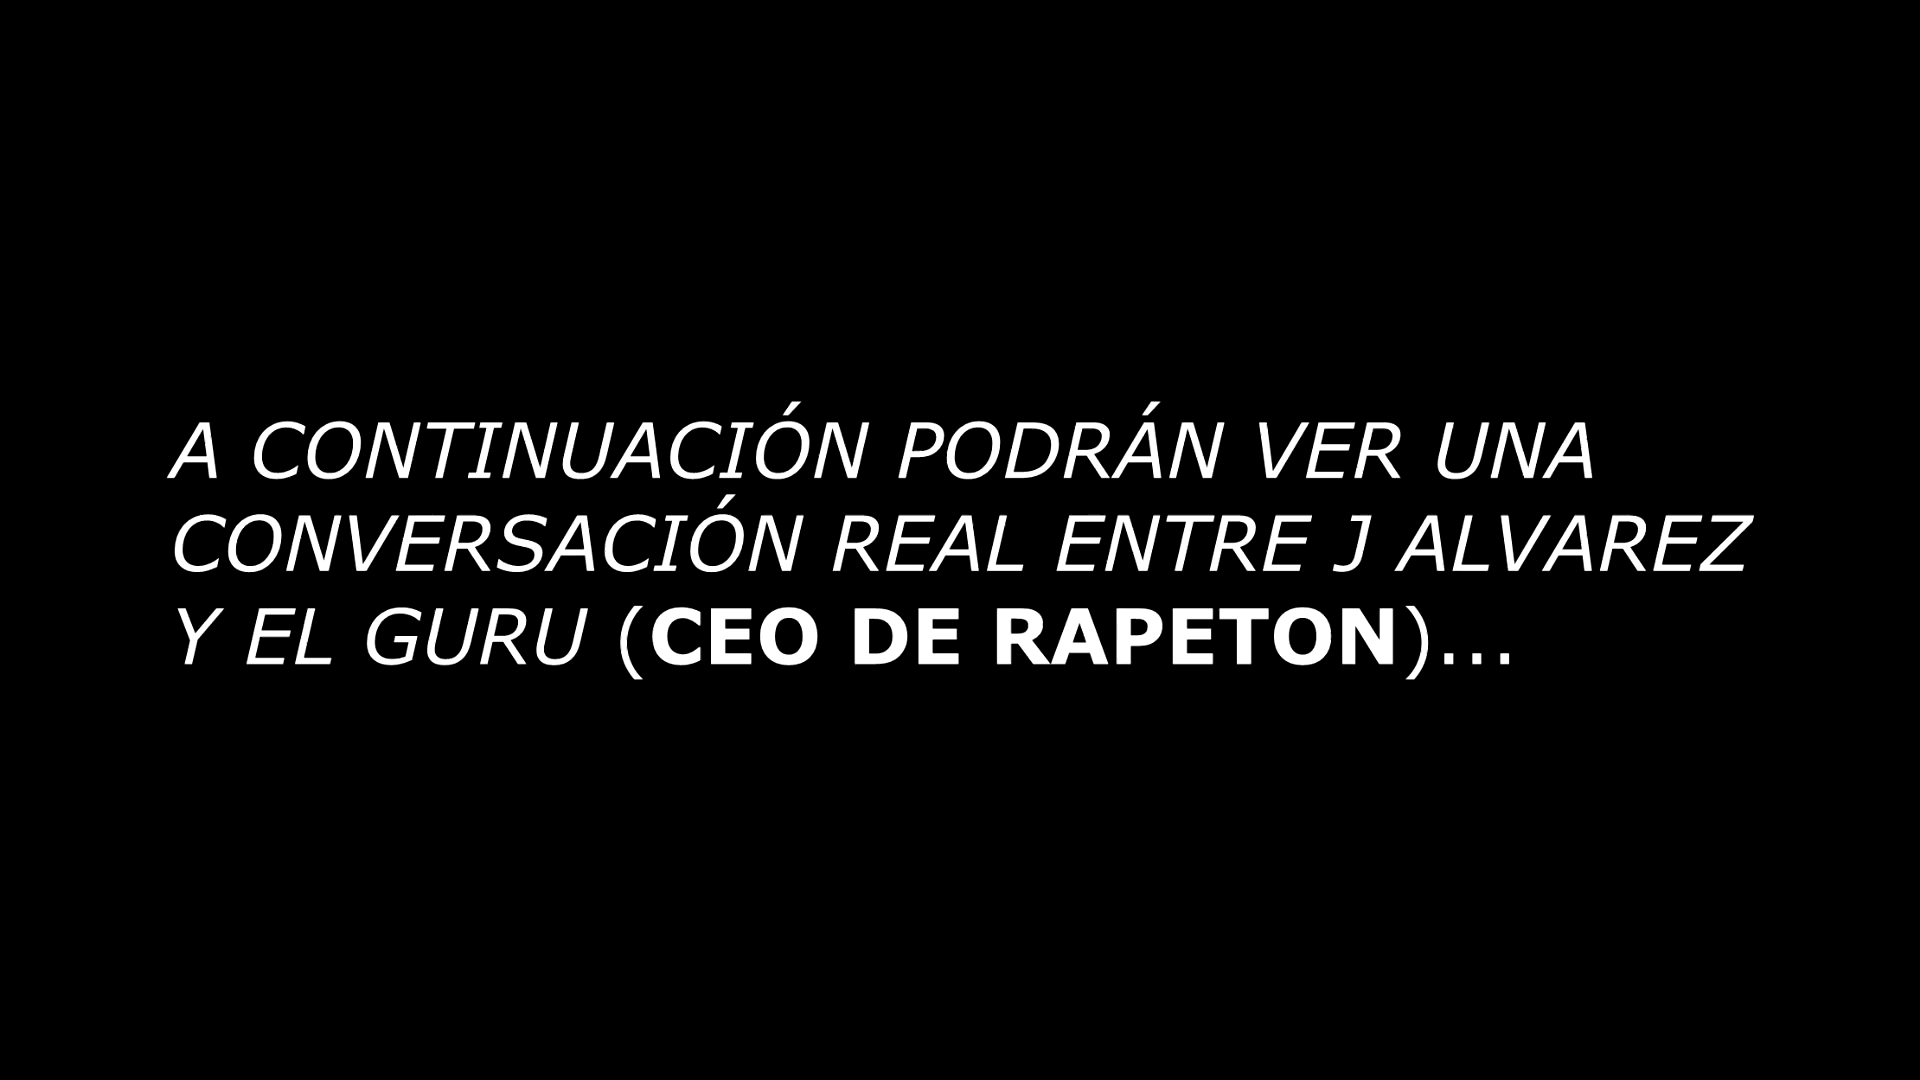 A CONTINUACIÓN PODRÁN VER UNA
CONVERSACIÓN REAL ENTRE J ALVAREZ
Y EL GURU (CEO DE RAPETON)...